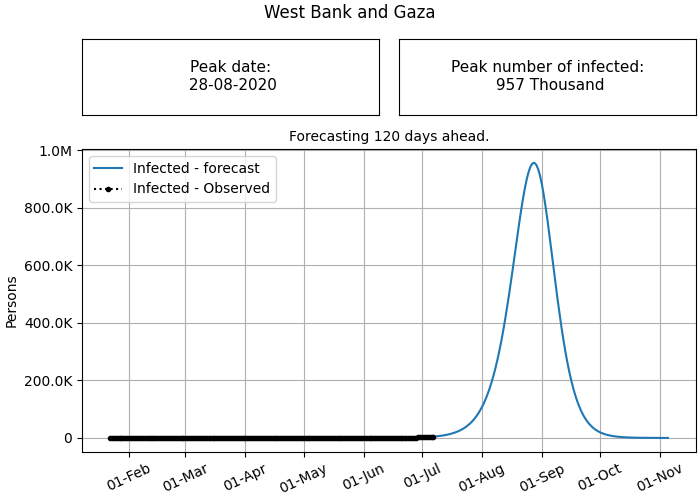 West Bank and Gaza
Peak date:
28-08-2020
Peak number of infected:
957 Thousand
Forecasting 120 days ahead.
Infected - forecast
Infected - Observed
Persons
1.0M
800.0K
600.0K
400.0K
200.0K
0
01-Feb
01-Mar
01-Apr
01-May
01-Jun
01-Jul
01-Aug
01-Sep
01-Oct
01-Nov